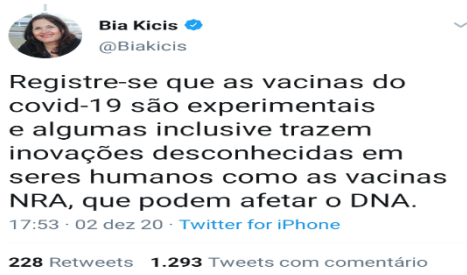 Bia Kicis
@Biakicis
Registre-se que as vacinas do
covid-19 são experimentais
e algumas inclusive trazem
inovações desconhecidas em
seres humanos como as vacinas
NRA, que podem afetar o DNA.
17:53 · 02 dez 20 · Twitter for iPhone
228 Retweets 1.293 Tweets com comentário